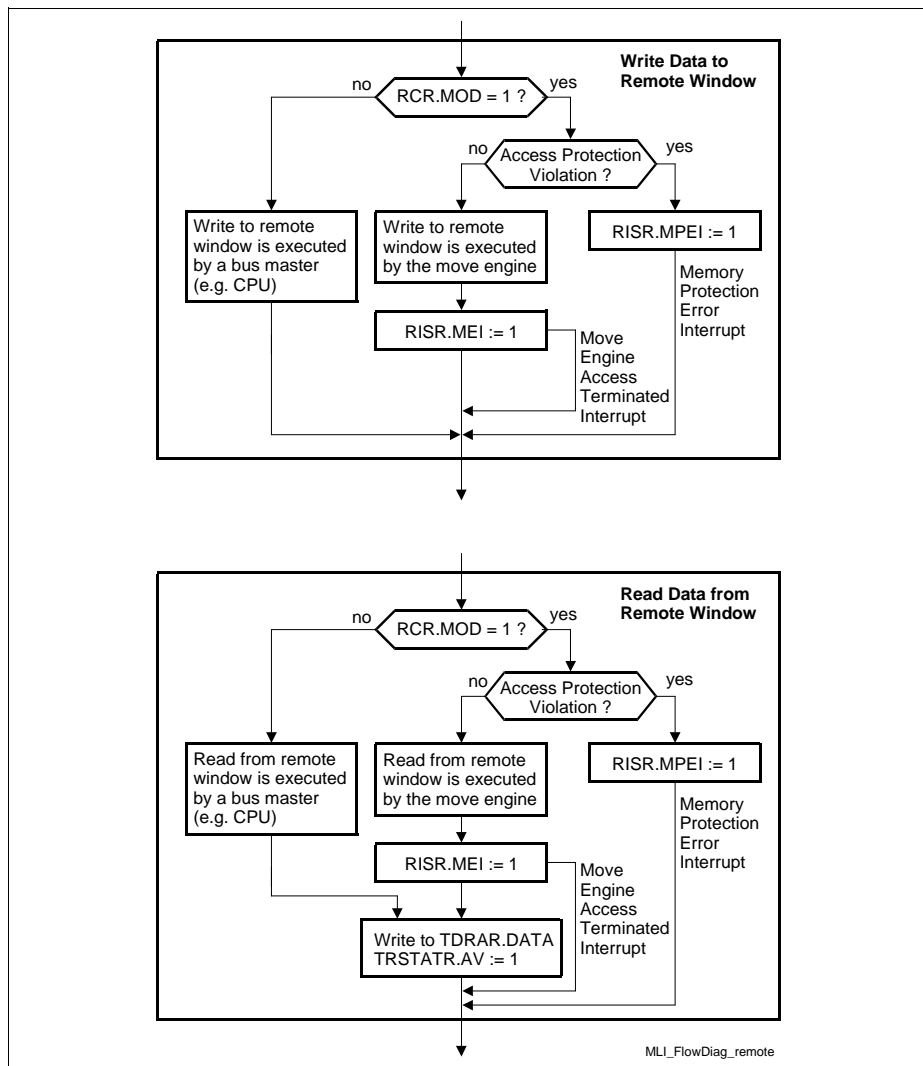 Write Data to
Remote Window
no
RCR.MOD = 1 ?
yes
no
Access Protection
Violation ?
yes
Write to remote
window is executed
by a bus master
(e.g. CPU)
Write to remote
window is executed
by the move engine
RISR.MPEI := 1
Memory
Protection
Error
Interrupt
RISR.MEI := 1
Move
Engine
Access
Terminated
Interrupt
Read Data from
Remote Window
no
RCR.MOD = 1 ?
yes
no
Access Protection
Violation ?
yes
Read from remote
window is executed
by a bus master
(e.g. CPU)
Read from remote
window is executed
by the move engine
RISR.MPEI := 1
Memory
Protection
Error
Interrupt
RISR.MEI := 1
Move
Engine
Access
Terminated
Interrupt
Write to TDRAR.DATA
TRSTATR.AV := 1
MLI_FlowDiag_remote